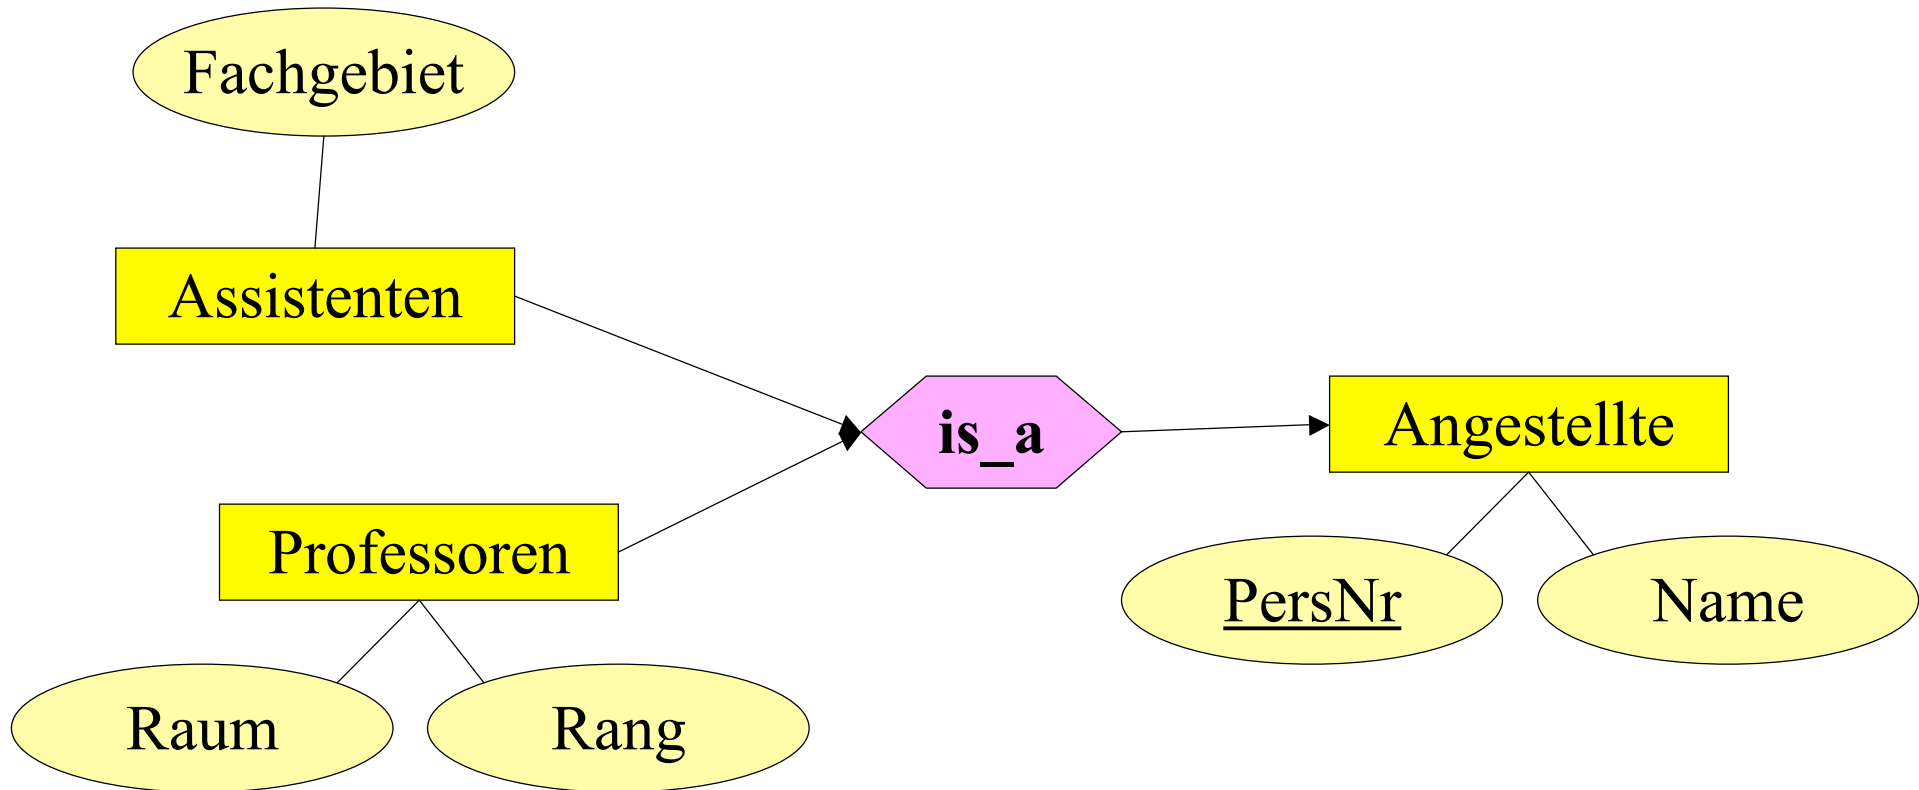 Fachgebiet
Assistenten
is_a
Angestellte
Professoren
PersNr
Name
Raum
Rang